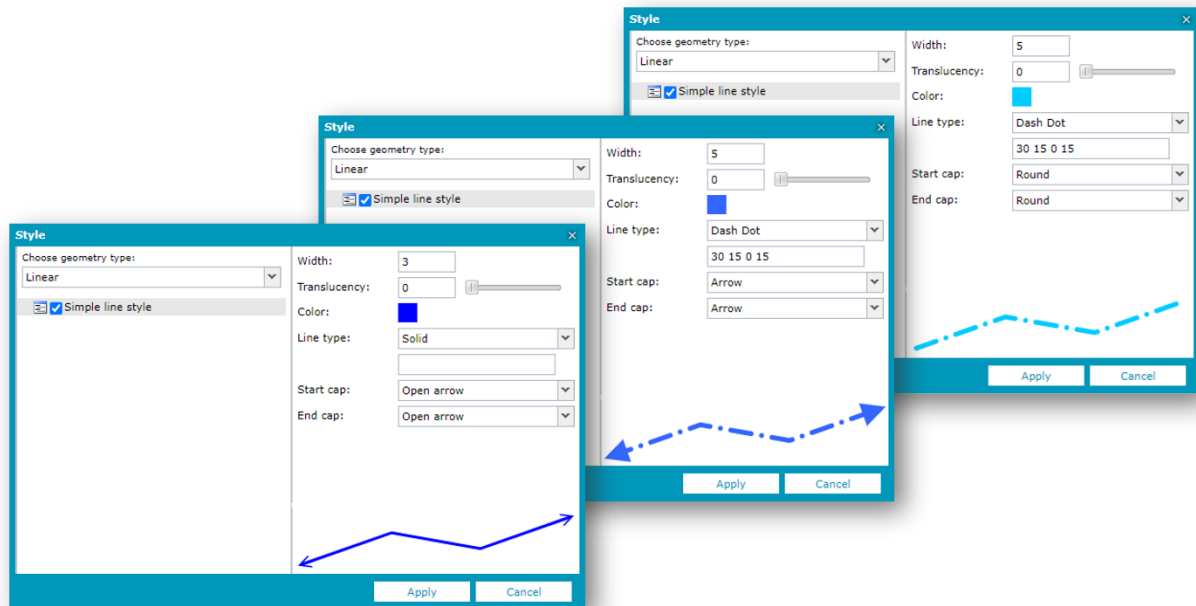 Style
Choose geometry type:
Linear
Simple line style
Width:
5
Translucency:
0
Color:
Line type:
Dash Dot
30 15 0 15
Start cap:
Round
End cap:
Round
Apply
Cancel
Style
Choose geometry type:
Linear
Simple line style
Width:
5
Translucency:
0
Color:
Line type:
Dash Dot
30 15 0 15
Start cap:
Arrow
End cap:
Arrow
Apply
Cancel
Style
Choose geometry type:
Linear
Simple line style
Width:
3
Translucency:
0
Color:
Line type:
Solid
Start cap:
Open arrow
End cap:
Open arrow
Apply
Cancel